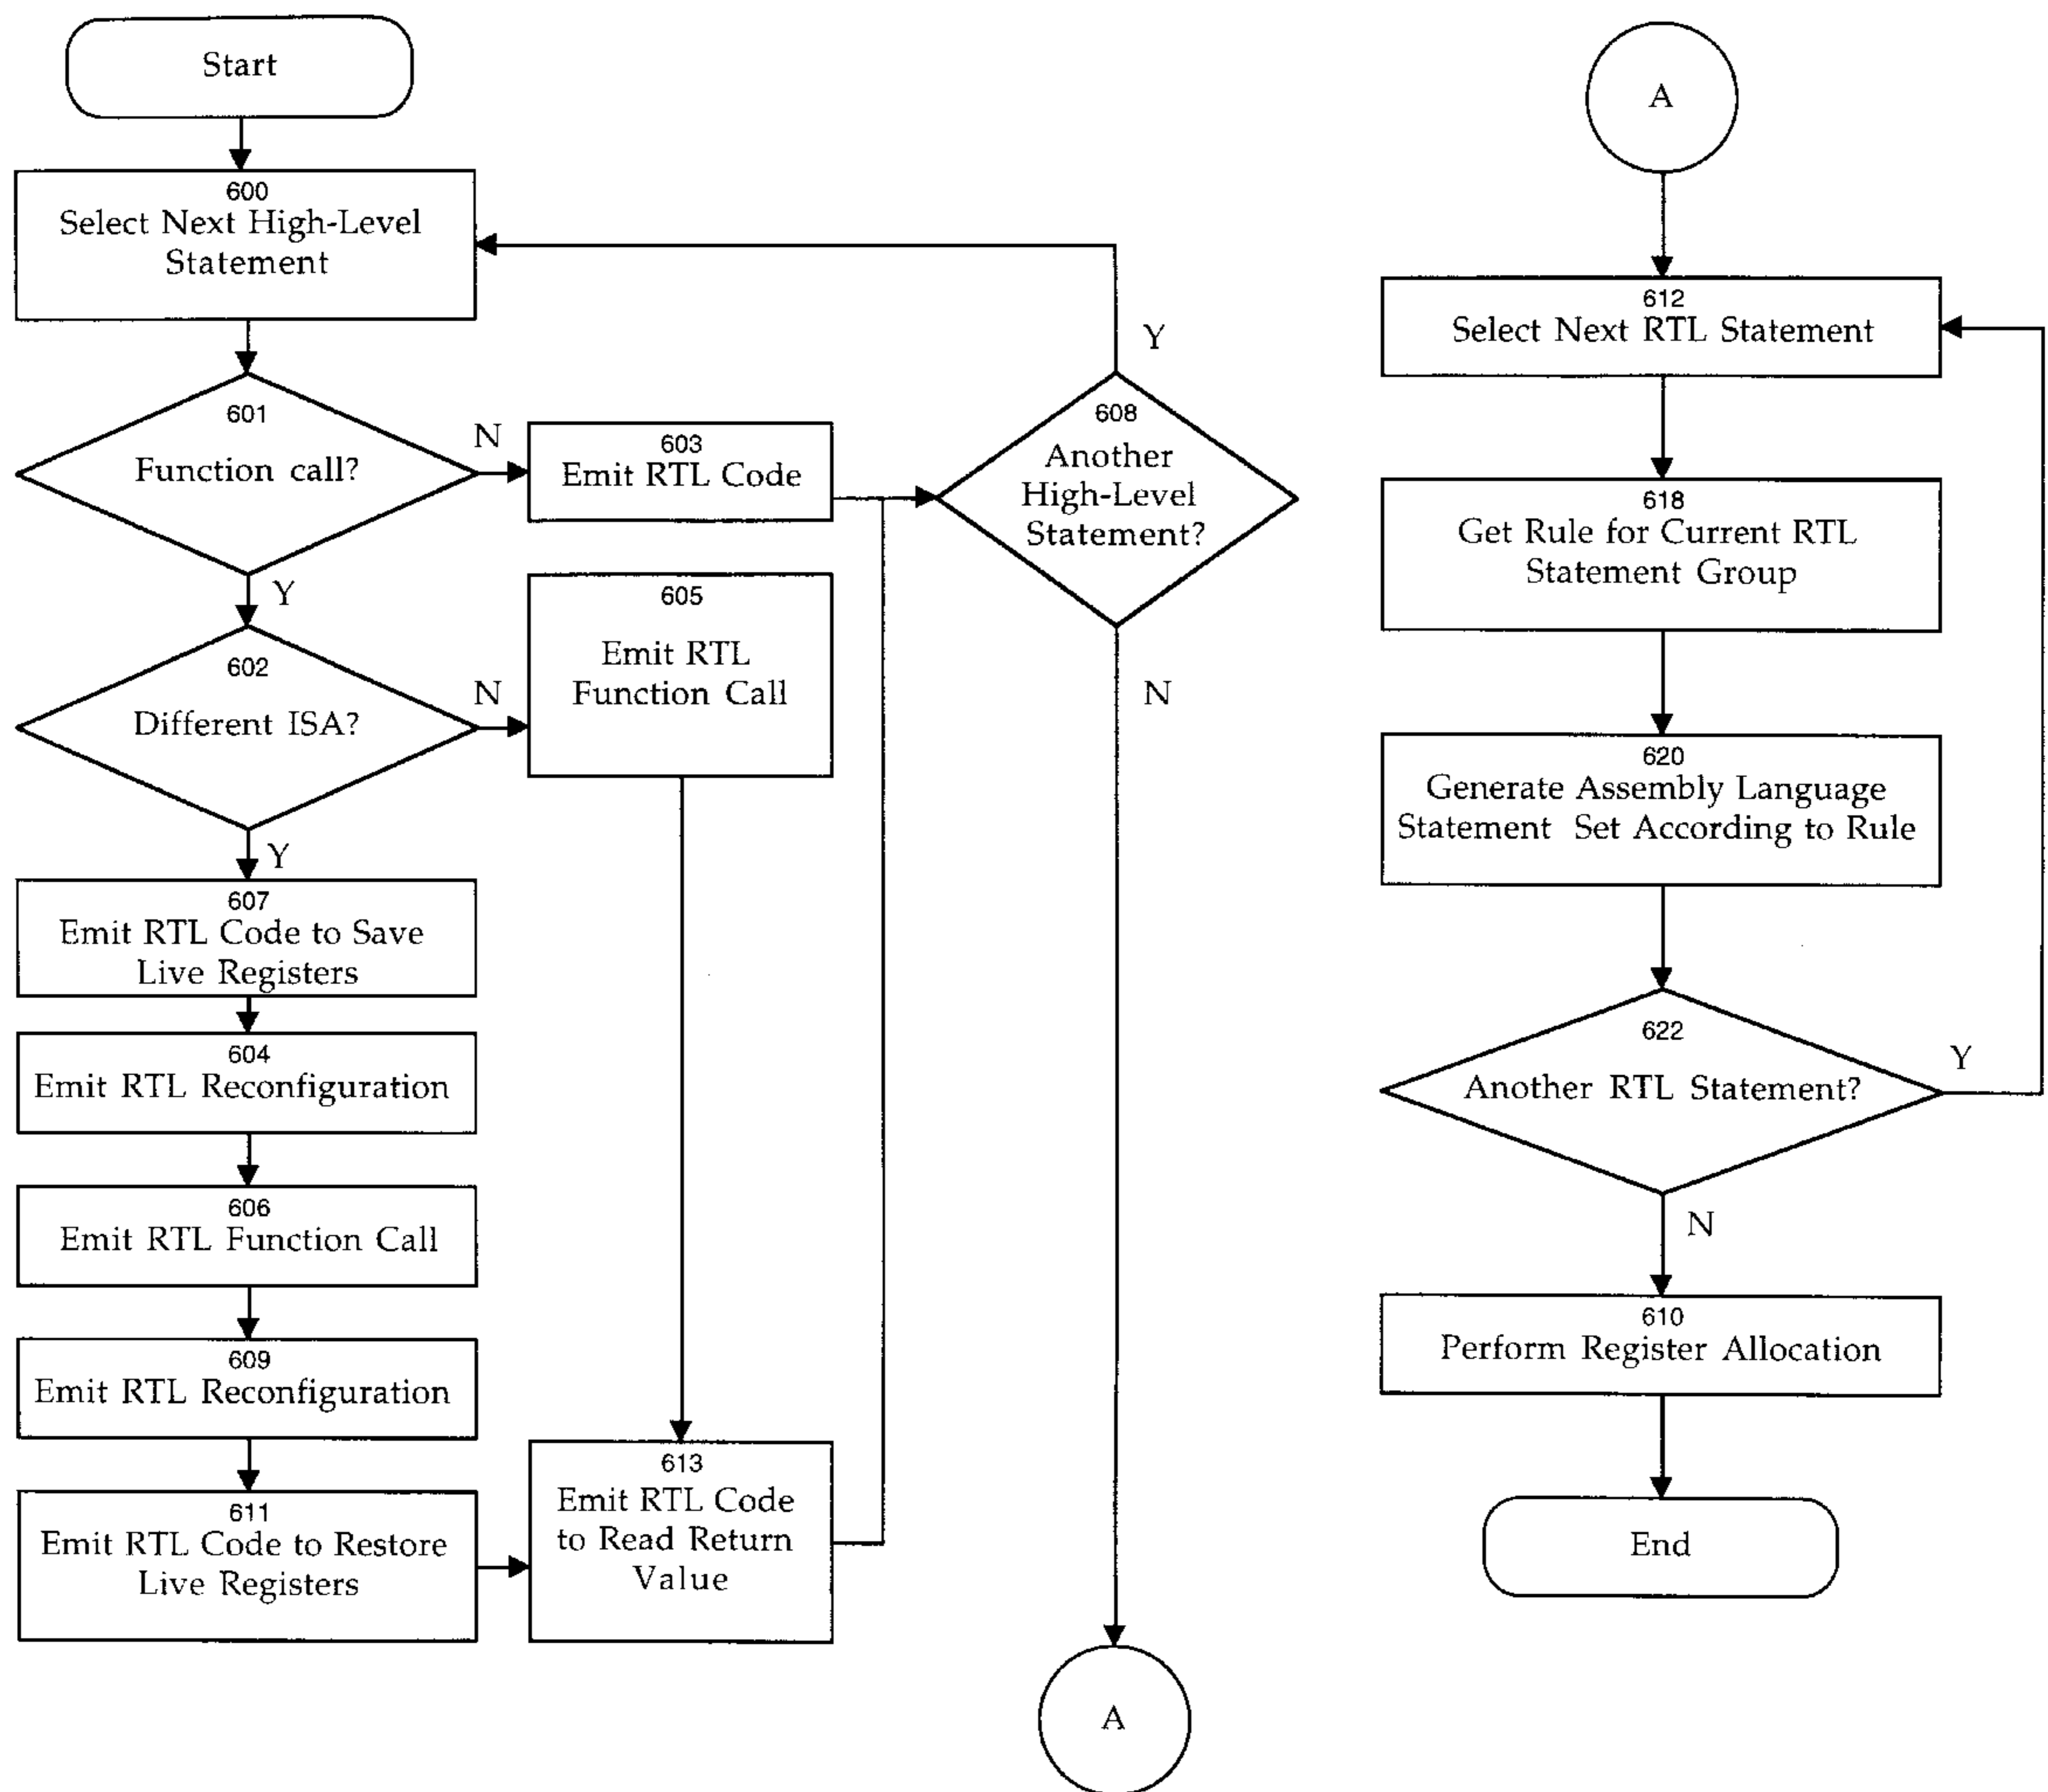 Start
600
Select Next High-Level
Statement
601
Function call?
N
603
Emit RTL Code
Y
602
Different ISA?
N
605
Emit RTL
Function Call
Y
607
Emit RTL Code to Save
Live Registers
604
Emit RTL Reconfiguration
606
Emit RTL Function Call
609
Emit RTL Reconfiguration
611
Emit RTL Code to Restore
Live Registers
613
Emit RTL Code
to Read Return
Value
Y
608
Another
High-Level
Statement?
N
A
A
612
Select Next RTL Statement
618
Get Rule for Current RTL
Statement Group
620
Generate Assembly Language
Statement Set According to Rule
622
Another RTL Statement?
Y
N
610
Perform Register Allocation
End